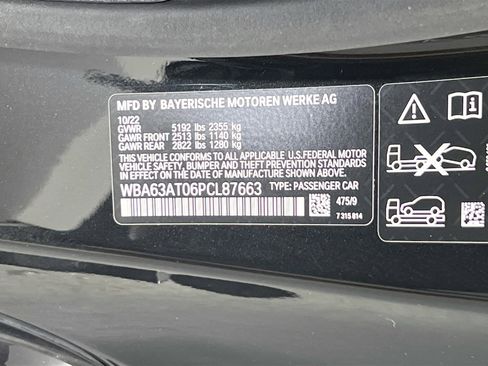 MFD BY BAYERISCHE MOTOREN WERKE AG
10/22
GVWR 5192 lbs 2355 kg
GAWR FRONT 2513 lbs 1140 kg
GAWR REAR 2822 lbs 1280 kg
THIS VEHICLE CONFORMS TO ALL APPLICABLE U.S. FEDERAL MOTOR
VEHICLE SAFETY, BUMPER AND THEFT PREVENTION STANDARDS IN
EFFECT ON THE DATE OF MANUFACTURE SHOWN ABOVE.
WBA63AT06PCL87663 TYPE: PASSENGER CAR
475/9
7 315 814